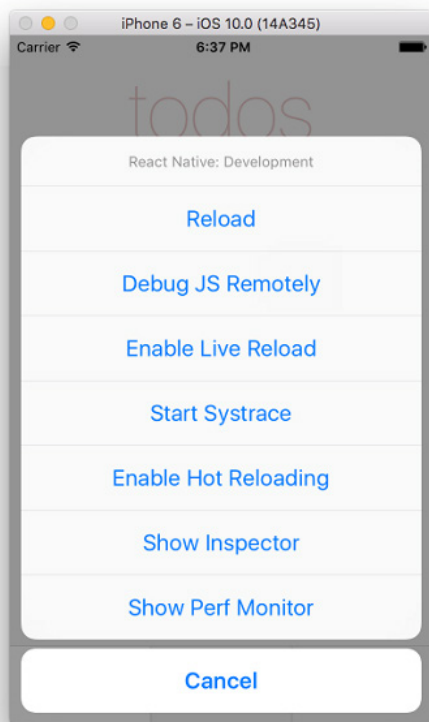 iPhone 6 – iOS 10.0 (14A345)
Carrier 6:37 PM
todos
React Native: Development
Reload
Debug JS Remotely
Enable Live Reload
Start Systrace
Enable Hot Reloading
Show Inspector
Show Perf Monitor
Cancel